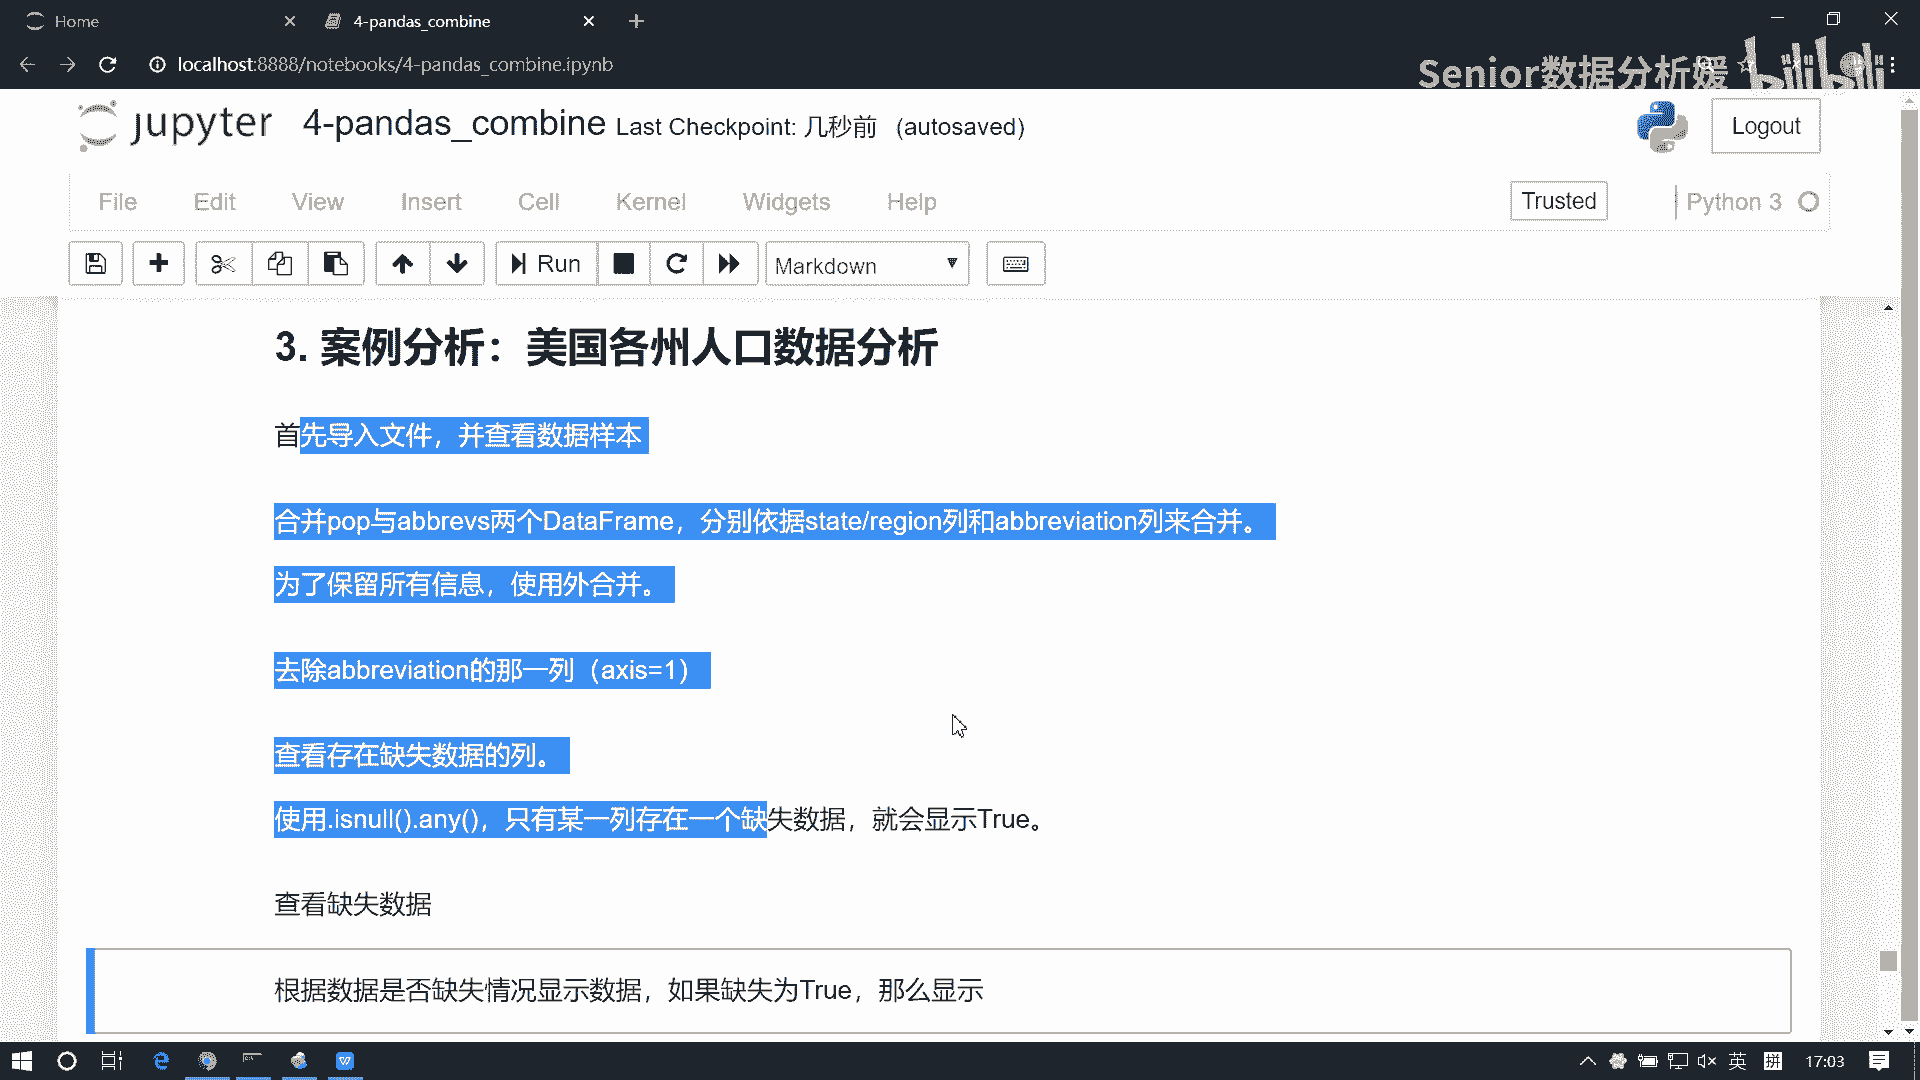 Home
4-pandas_combine
localhost:8888/notebooks/4-pandas_combine.ipynb
Senior数据分析媛
bilibili
jupyter
4-pandas_combine Last Checkpoint: 几秒前 (autosaved)
Logout
File Edit View Insert Cell Kernel Widgets Help
Trusted
Python 3
Run
Markdown
3. 案例分析：美国各州人口数据分析
首先导入文件，并查看数据样本
合并pop与abbrevs两个DataFrame，分别依据state/region列和abbreviation列来合并。
为了保留所有信息，使用外合并。
去除abbreviation的那一列（axis=1）
查看存在缺失数据的列。
使用.isnull().any()，只有某一列存在一个缺失数据，就会显示True。
查看缺失数据
根据数据是否缺失情况显示数据，如果缺失为True，那么显示
英
拼
17:03